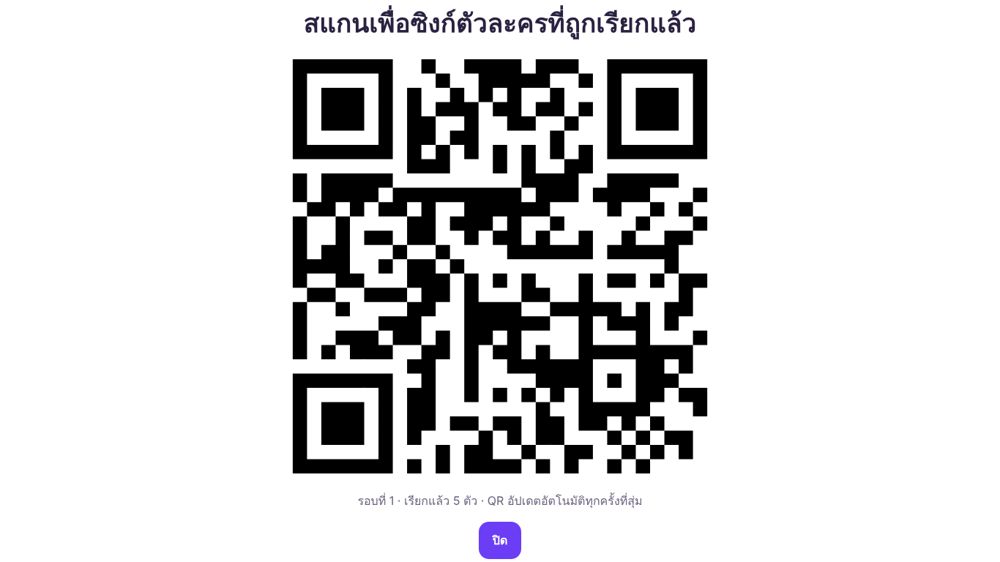 สแกนเพื่อซิงก์ตัวละครที่ถูกเรียกแล้ว
รอบที่ 1 · เรียกแล้ว 5 ตัว · QR อัปเดตอัตโนมัติทุกครั้งที่สุ่ม
ปิด